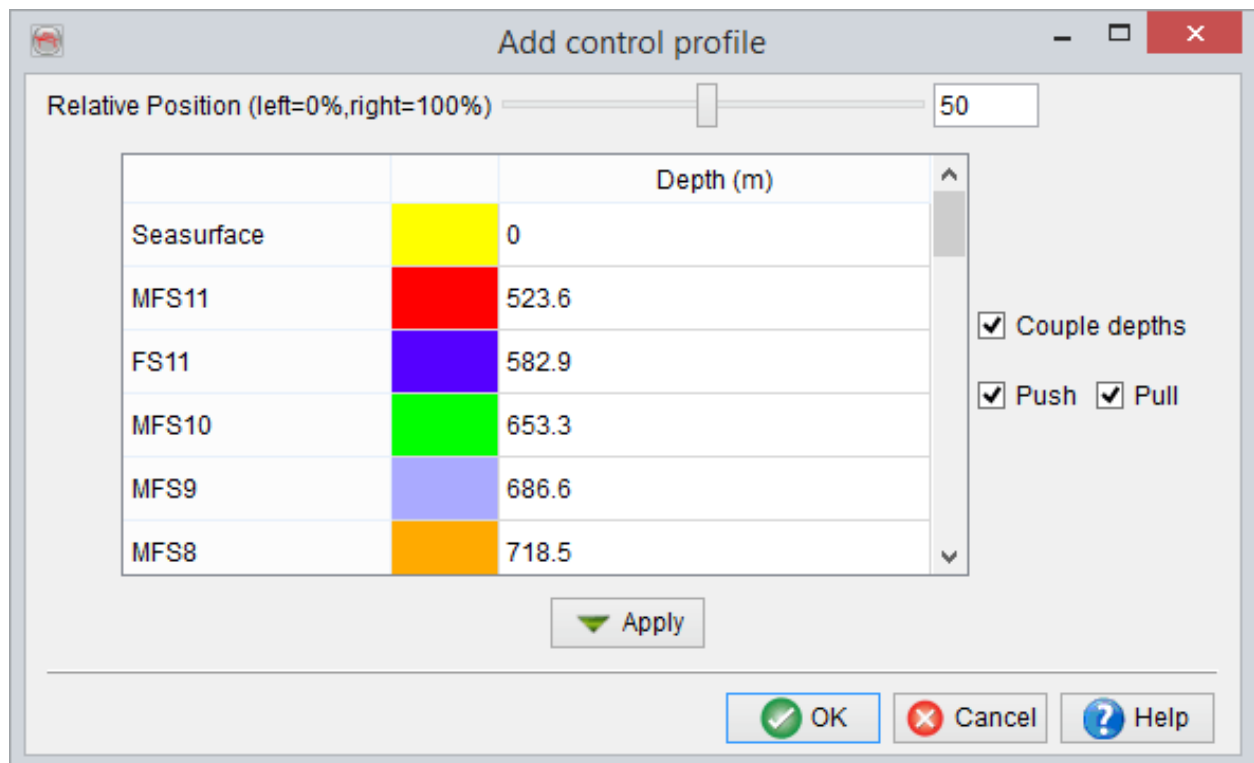 Add control profile
Relative Position (left=0%,right=100%) 50
Depth (m)
Seasurface 0
MFS11 523.6
FS11 582.9
MFS10 653.3
MFS9 686.6
MFS8 718.5
Couple depths
Push Pull
Apply
OK Cancel Help